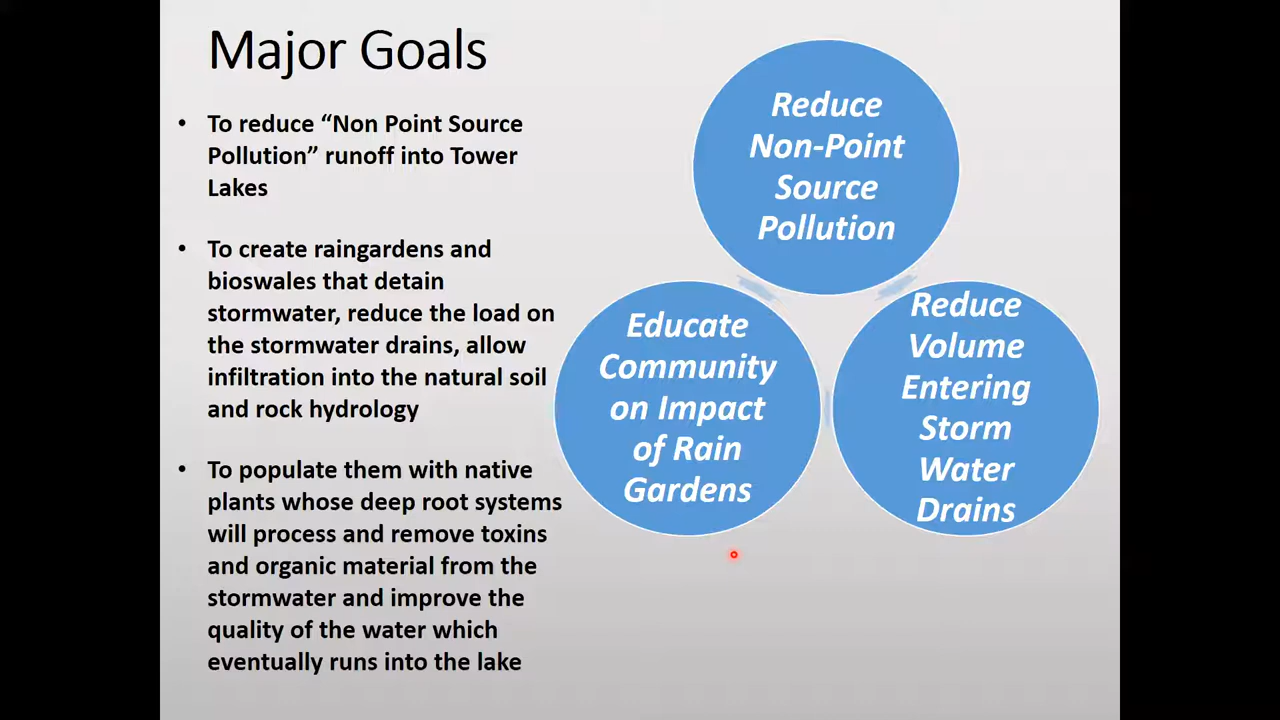 Major Goals
• To reduce “Non Point Source
Pollution” runoff into Tower
Lakes
• To create raingardens and
bioswales that detain
stormwater, reduce the load on
the stormwater drains, allow
infiltration into the natural soil
and rock hydrology
• To populate them with native
plants whose deep root systems
will process and remove toxins
and organic material from the
stormwater and improve the
quality of the water which
eventually runs into the lake
Reduce
Non-Point
Source
Pollution
Educate
Community
on Impact
of Rain
Gardens
Reduce
Volume
Entering
Storm
Water
Drains